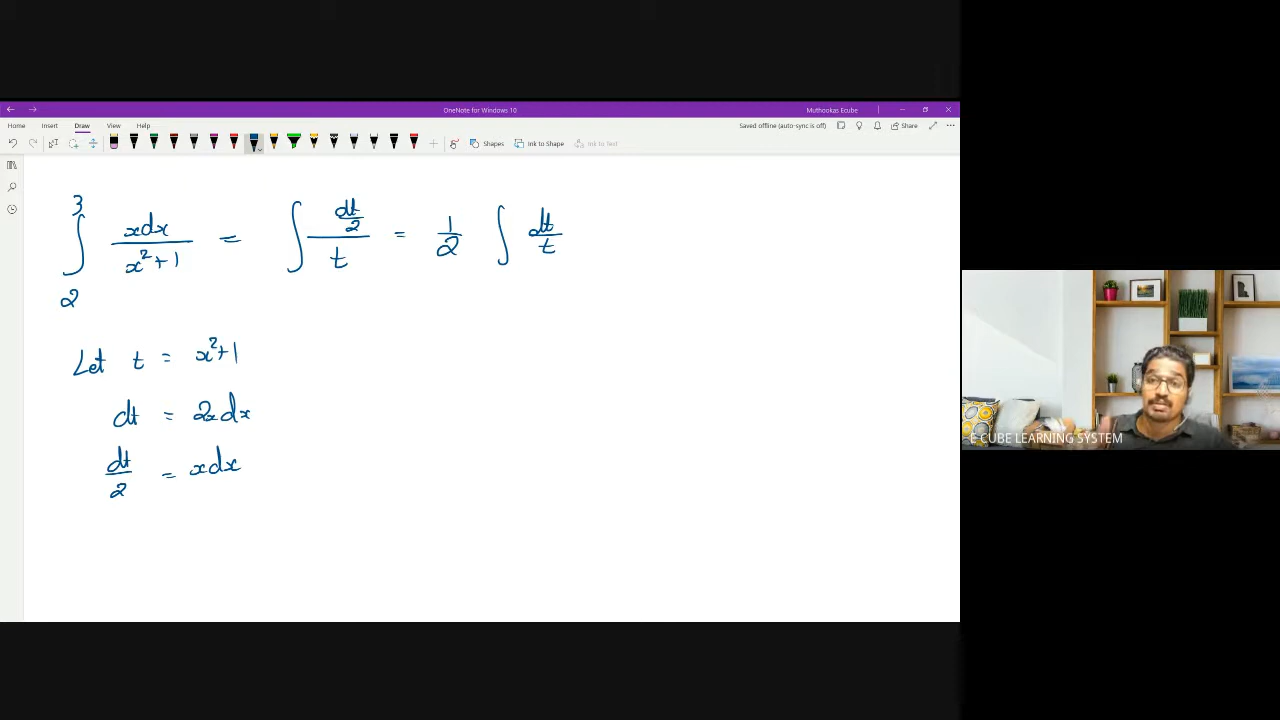 OneNote for Windows 10
Muthookas Ecube
Home Insert Draw View Help
Saved offline (auto-sync is off) Share
Shapes Ink to Shape Ink to Text
∫₂³ xdx/(x²+1) = ∫ (dt/2)/t = 1/2 ∫ dt/t
Let t = x²+1
dt = 2xdx
dt/2 = xdx
E CUBE LEARNING SYSTEM